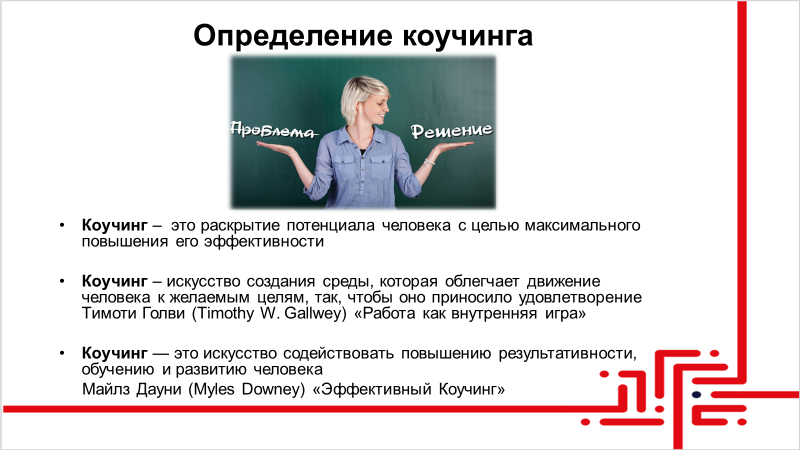 Определение коучинга
Проблема
Решение
• Коучинг – это раскрытие потенциала человека с целью максимального
повышения его эффективности
• Коучинг – искусство создания среды, которая облегчает движение
человека к желаемым целям, так, чтобы оно приносило удовлетворение
Тимоти Голви (Timothy W. Gallwey) «Работа как внутренняя игра»
• Коучинг — это искусство содействовать повышению результативности,
обучению и развитию человека
Майлз Дауни (Myles Downey) «Эффективный Коучинг»